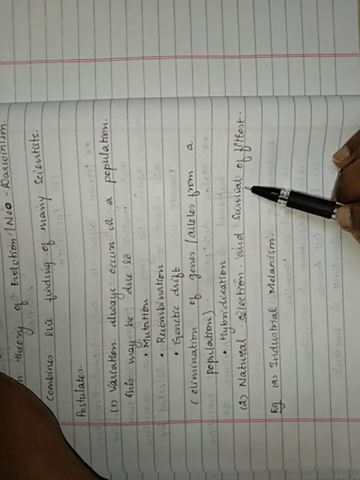 n theory of Evolution/Neo-Darwinism.
Combines the finding of many Scientists.
Postulates.
(1) Variation always occur in a population.
This may be due to
• Mutation
• Recombination
• Genetic drift
(elimination of genes/alleles from a
population)
• Hybridization
(2) Natural selection and survival of fittest.
Eg (a) Industrial Melanism.